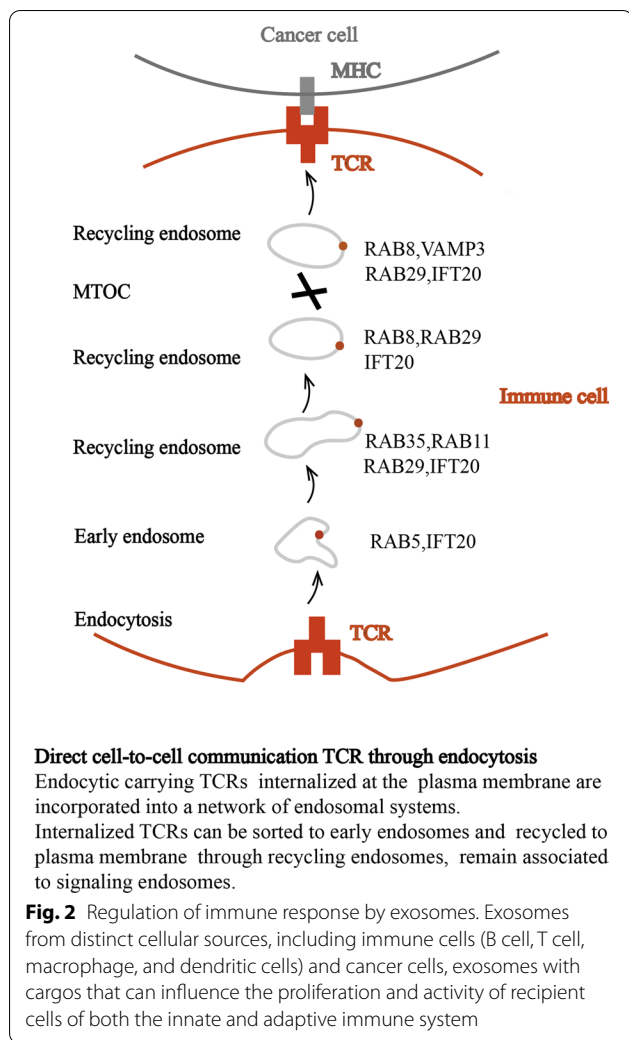 Cancer cell
MHC
TCR
Recycling endosome
RAB8,VAMP3
RAB29,IFT20
MTOC
RAB8,RAB29
Recycling endosome
IFT20
Immune cell
RAB35,RAB11
Recycling endosome
RAB29,IFT20
Early endosome
RAB5,IFT20
Endocytosis
TCR
Direct cell-to-cell communication TCR through endocytosis
Endocytic carrying TCRs internalized at the plasma membrane are
incorporated into a network of endosomal systems.
Internalized TCRs can be sorted to early endosomes and recycled to
plasma membrane through recycling endosomes, remain associated
to signaling endosomes.
Fig. 2 Regulation of immune response by exosomes. Exosomes
from distinct cellular sources, including immune cells (B cell, T cell,
macrophage, and dendritic cells) and cancer cells, exosomes with
cargos that can influence the proliferation and activity of recipient
cells of both the innate and adaptive immune system